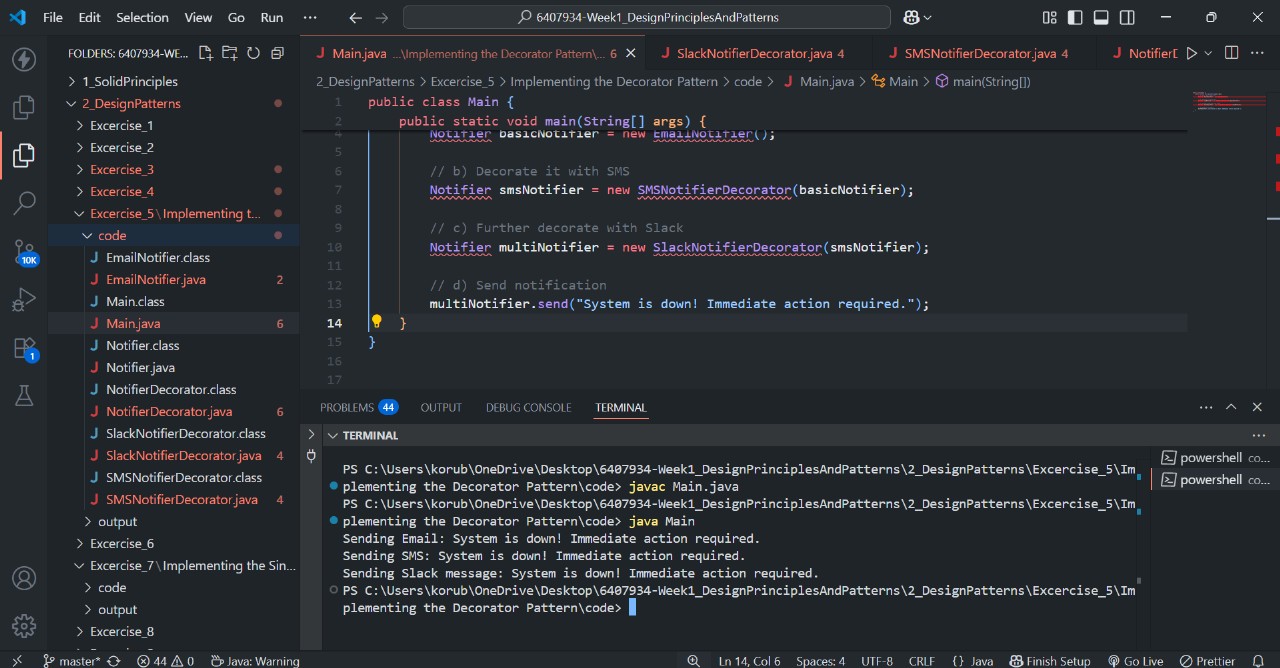 File Edit Selection View Go Run ··· 6407934-Week1_DesignPrinciplesAndPatterns
FOLDERS: 6407934-WE...
1_SolidPrinciples
2_DesignPatterns
Excercise_1
Excercise_2
Excercise_3
Excercise_4
Excercise_5\Implementing t...
code
EmailNotifier.class
EmailNotifier.java 2
Main.class
Main.java 6
Notifier.class
Notifier.java
NotifierDecorator.class
NotifierDecorator.java 6
SlackNotifierDecorator.class
SlackNotifierDecorator.java 4
SMSNotifierDecorator.class
SMSNotifierDecorator.java 4
output
Excercise_6
Excercise_7\Implementing the Sin...
code
output
Excercise_8
10K
1
Main.java ...\Implementing the Decorator Pattern\... 6 SlackNotifierDecorator.java 4 SMSNotifierDecorator.java 4 Notifier
2_DesignPatterns > Excercise_5 > Implementing the Decorator Pattern > code > Main.java > Main > main(String[])
1 public class Main {
2 public static void main(String[] args) {
4 Notifier basicNotifier = new EmailNotifier();
5
6 // b) Decorate it with SMS
7 Notifier smsNotifier = new SMSNotifierDecorator(basicNotifier);
8
9 // c) Further decorate with Slack
10 Notifier multiNotifier = new SlackNotifierDecorator(smsNotifier);
11
12 // d) Send notification
13 multiNotifier.send("System is down! Immediate action required.");
14 }
15 }
16
17
PROBLEMS 44 OUTPUT DEBUG CONSOLE TERMINAL
TERMINAL
PS C:\Users\korub\OneDrive\Desktop\6407934-Week1_DesignPrinciplesAndPatterns\2_DesignPatterns\Excercise_5\Im
plementing the Decorator Pattern\code> javac Main.java
PS C:\Users\korub\OneDrive\Desktop\6407934-Week1_DesignPrinciplesAndPatterns\2_DesignPatterns\Excercise_5\Im
plementing the Decorator Pattern\code> java Main
Sending Email: System is down! Immediate action required.
Sending SMS: System is down! Immediate action required.
Sending Slack message: System is down! Immediate action required.
PS C:\Users\korub\OneDrive\Desktop\6407934-Week1_DesignPrinciplesAndPatterns\2_DesignPatterns\Excercise_5\Im
plementing the Decorator Pattern\code>
powershell co...
powershell co...
master* 44 0 Java: Warning Ln 14, Col 6 Spaces: 4 UTF-8 CRLF {} Java Finish Setup Go Live Prettier